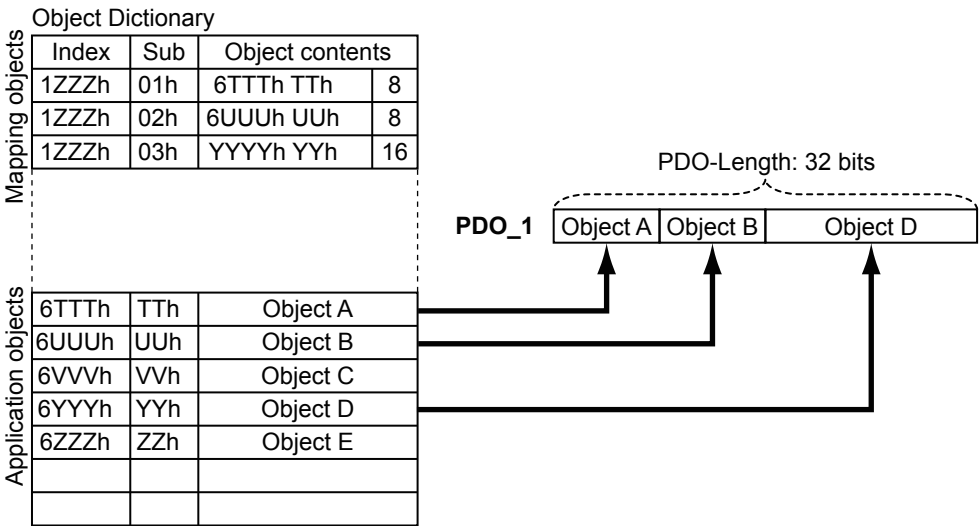 Object Dictionary
Mapping objects
Index Sub Object contents
1ZZZh 01h 6TTTh TTh 8
1ZZZh 02h 6UUUh UUh 8
1ZZZh 03h YYYYh YYh 16
PDO-Length: 32 bits
PDO_1 Object A Object B Object D
Application objects
6TTTh TTh Object A
6UUUh UUh Object B
6VVVh VVh Object C
6YYYh YYh Object D
6ZZZh ZZh Object E